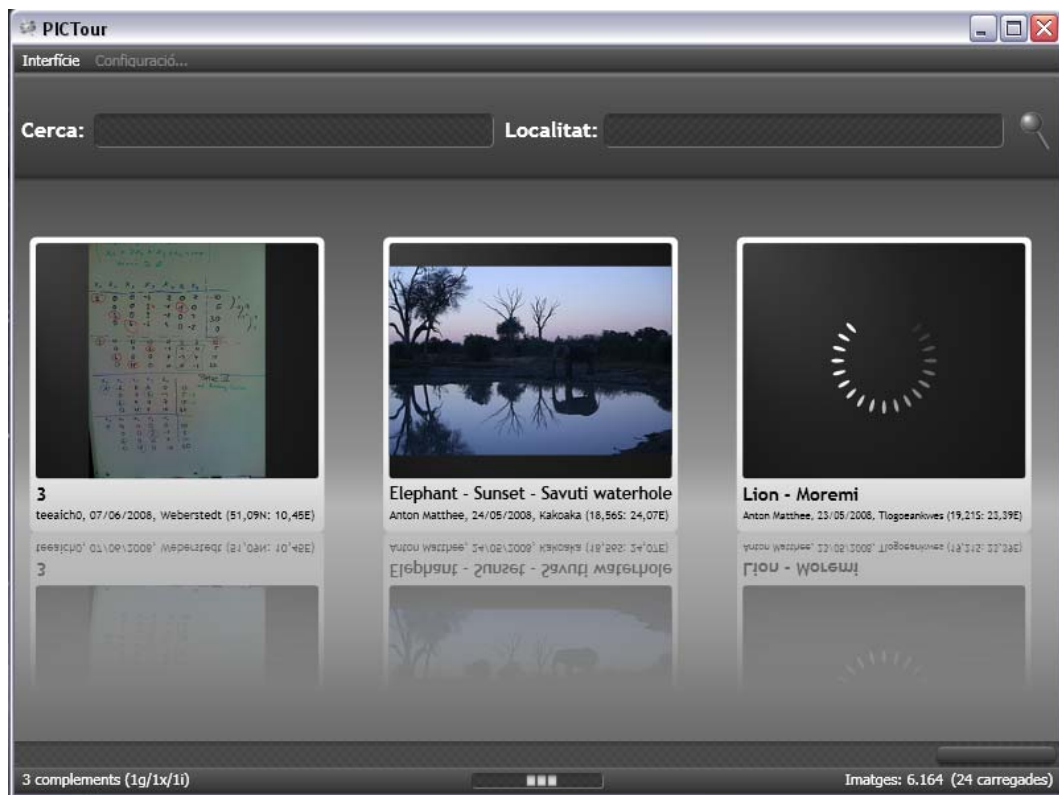 PICTour
Interfície Configuració...
Cerca: Localitat:
3
teeaich0, 07/06/2008, Weberstedt (51,09N: 10,45E)
Elephant - Sunset - Savuti waterhole
Anton Matthee, 24/05/2008, Kakoaka (18,56S: 24,07E)
Lion - Moremi
Anton Matthee, 23/05/2008, Tlogoeankwes (19,21S: 23,39E)
3 complements (1g/1x/1i)
Imatges: 6.164 (24 carregades)